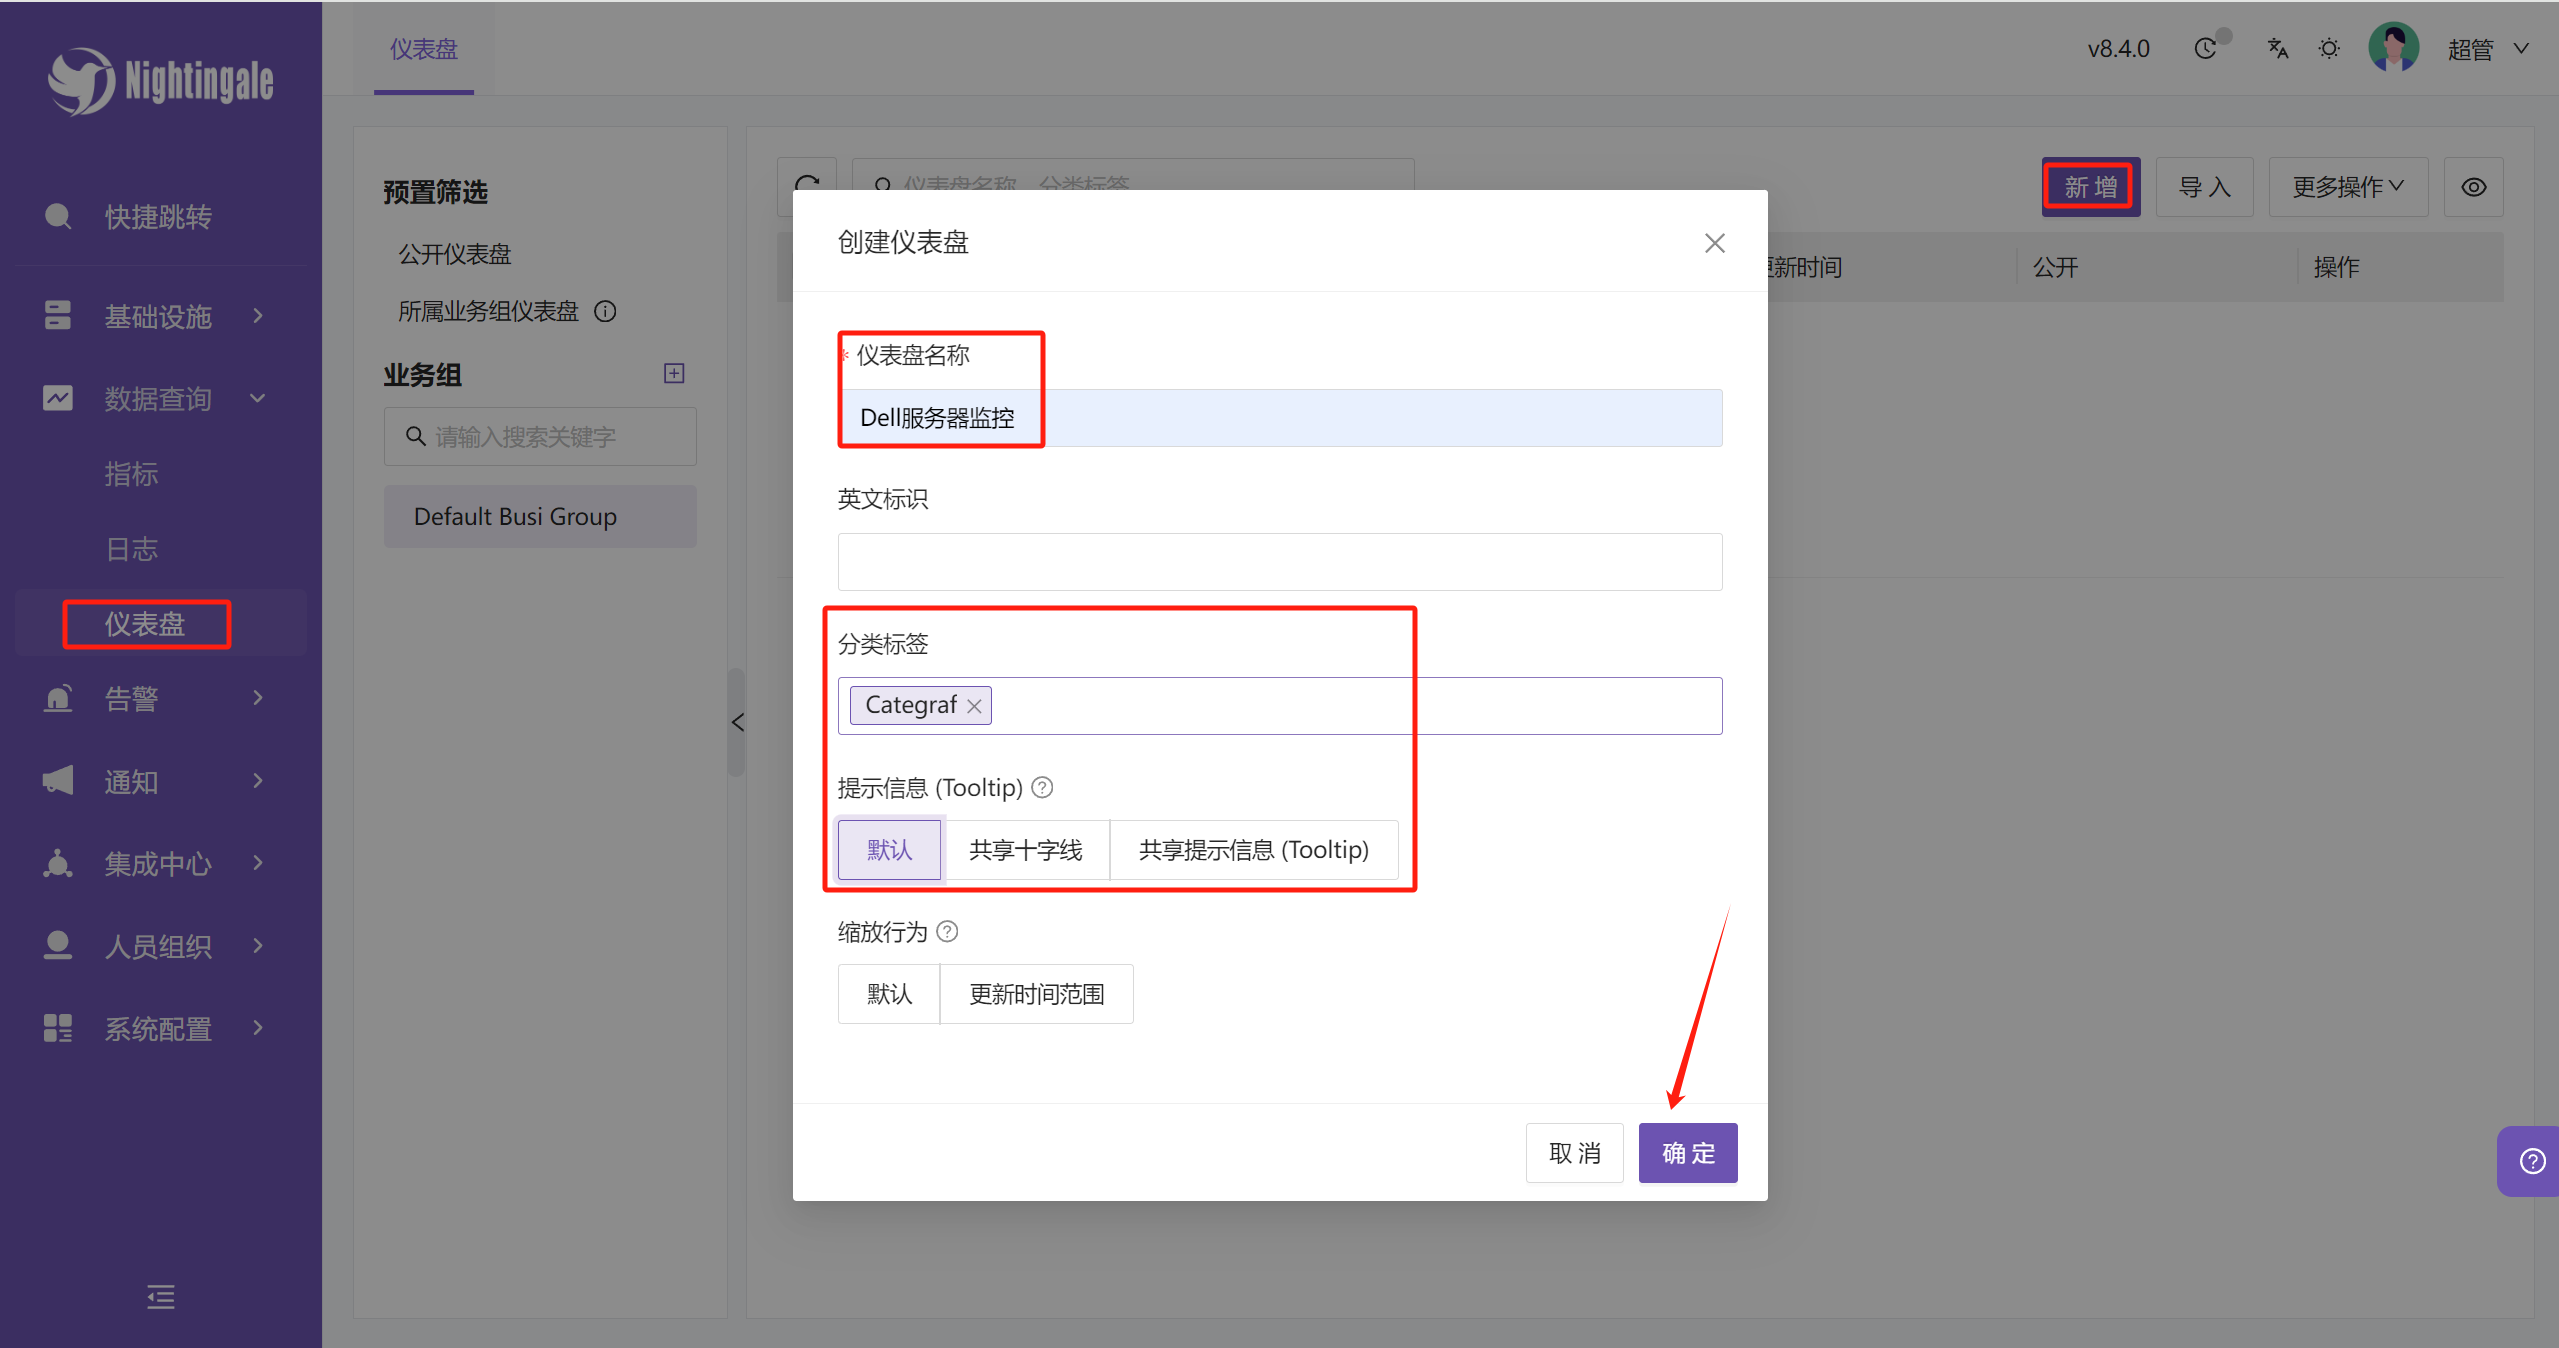 Nightingale
快捷跳转
基础设施
数据查询
指标
日志
仪表盘
告警
通知
集成中心
人员组织
系统配置
仪表盘
v8.4.0
超管
预置筛选
公开仪表盘
所属业务组仪表盘
业务组
请输入搜索关键字
Default Busi Group
仪表盘名称、分类标签
新 增
导 入
更多操作
更新时间
公开
操作
创建仪表盘
* 仪表盘名称
Dell服务器监控
英文标识
分类标签
Categraf
提示信息 (Tooltip)
默认
共享十字线
共享提示信息 (Tooltip)
缩放行为
默认
更新时间范围
取 消
确 定